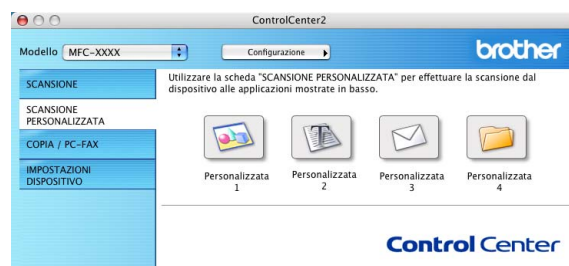 ControlCenter2
Modello MFC-XXXX Configurazione brother
SCANSIONE
SCANSIONE
PERSONALIZZATA
COPIA / PC-FAX
IMPOSTAZIONI
DISPOSITIVO
Utilizzare la scheda "SCANSIONE PERSONALIZZATA" per effettuare la scansione dal
dispositivo alle applicazioni mostrate in basso.
Personalizzata
1
Personalizzata
2
Personalizzata
3
Personalizzata
4
Control Center